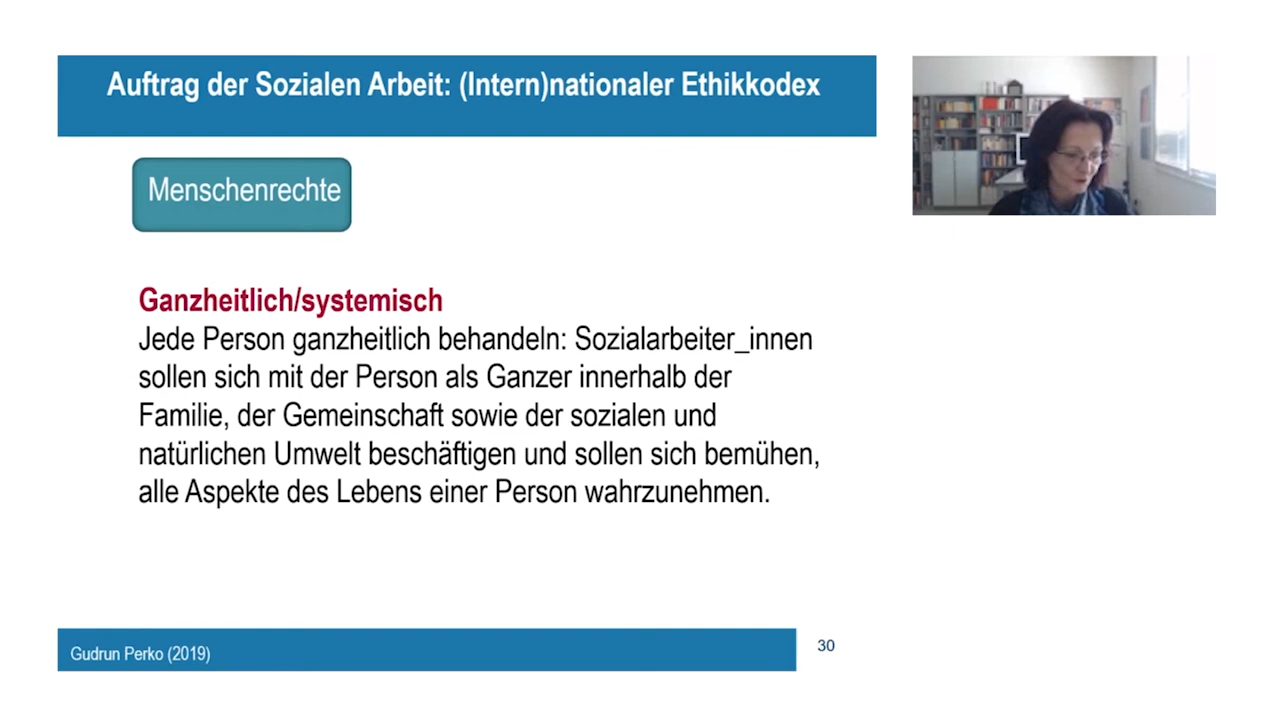 Auftrag der Sozialen Arbeit: (Intern)nationaler Ethikkodex
Menschenrechte
Ganzheitlich/systemisch
Jede Person ganzheitlich behandeln: Sozialarbeiter_innen
sollen sich mit der Person als Ganzer innerhalb der
Familie, der Gemeinschaft sowie der sozialen und
natürlichen Umwelt beschäftigen und sollen sich bemühen,
alle Aspekte des Lebens einer Person wahrzunehmen.
Gudrun Perko (2019)
30